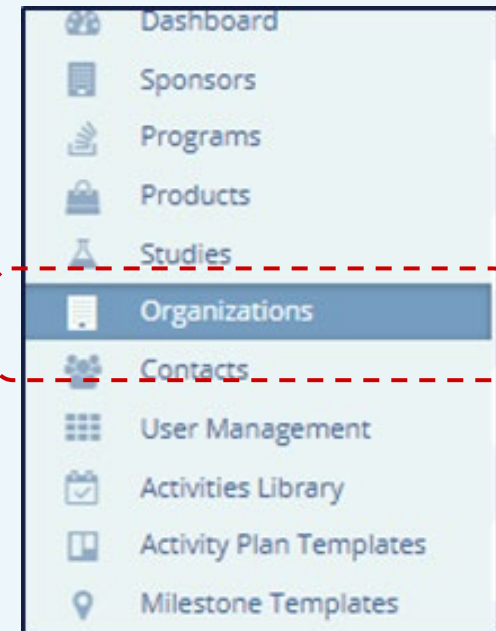 Dashboard
Sponsors
Programs
Products
Studies
Organizations
Contacts
User Management
Activities Library
Activity Plan Templates
Milestone Templates